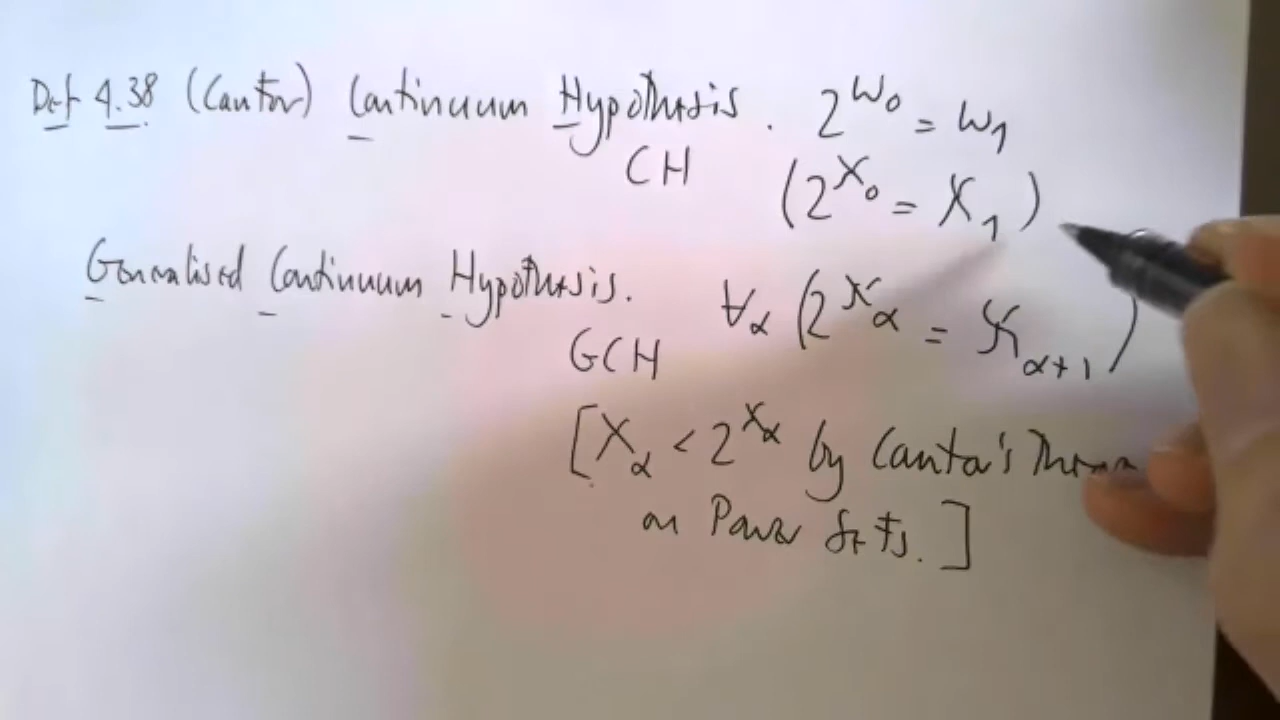 Def 4.38 (Cantor) Continuum Hypothesis. 2^ω₀ = ω₁
CH (2^ℵ₀ = ℵ₁)
Generalised Continuum Hypothesis. ∀α (2^ℵα = ℵα+1)
GCH
[ℵα < 2^ℵα by Cantor's Theorem
on Power Sets.]